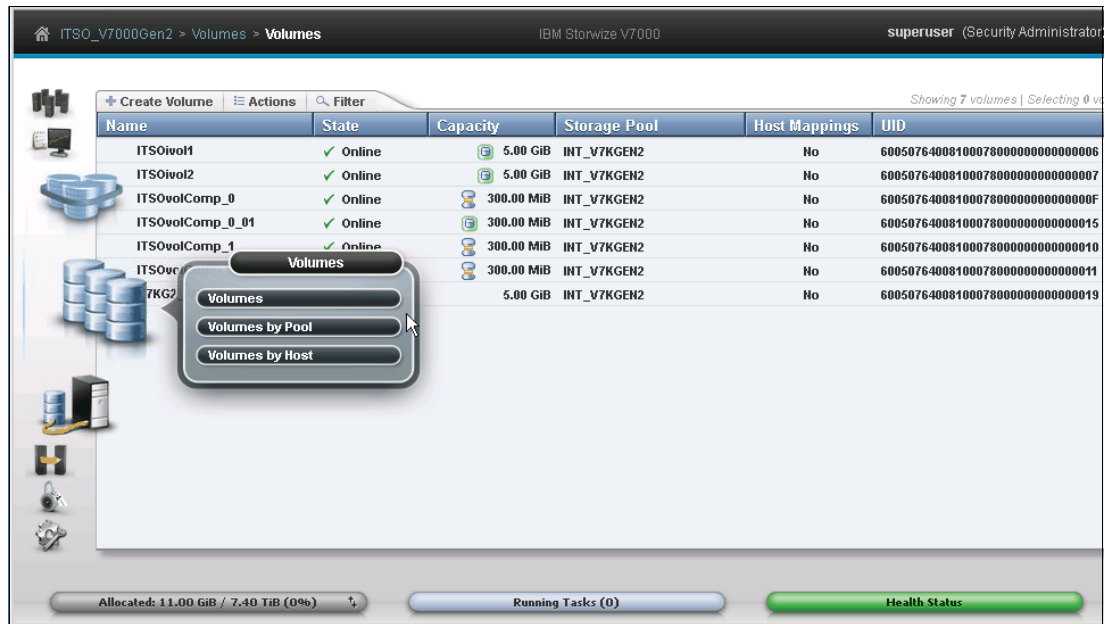 ITSO_V7000Gen2 > Volumes > Volumes IBM Storwize V7000 superuser (Security Administrator)
Create Volume Actions Filter Showing 7 volumes | Selecting 0
Name State Capacity Storage Pool Host Mappings UID
ITSOivol1 Online 5.00 GiB INT_V7KGEN2 No 60050764008100078000000000000006
ITSOivol2 Online 5.00 GiB INT_V7KGEN2 No 60050764008100078000000000000007
ITSOvolComp_0 Online 300.00 MiB INT_V7KGEN2 No 600507640081000780000000000000F
ITSOvolComp_0_01 Online 300.00 MiB INT_V7KGEN2 No 6005076400810007800000000000015
ITSOvolComp_1 Online 300.00 MiB INT_V7KGEN2 No 6005076400810007800000000000010
300.00 MiB INT_V7KGEN2 No 6005076400810007800000000000011
5.00 GiB INT_V7KGEN2 No 6005076400810007800000000000019
Volumes
Volumes
Volumes by Pool
Volumes by Host
Allocated: 11.00 GiB / 7.40 TiB (0%) Running Tasks (0) Health Status